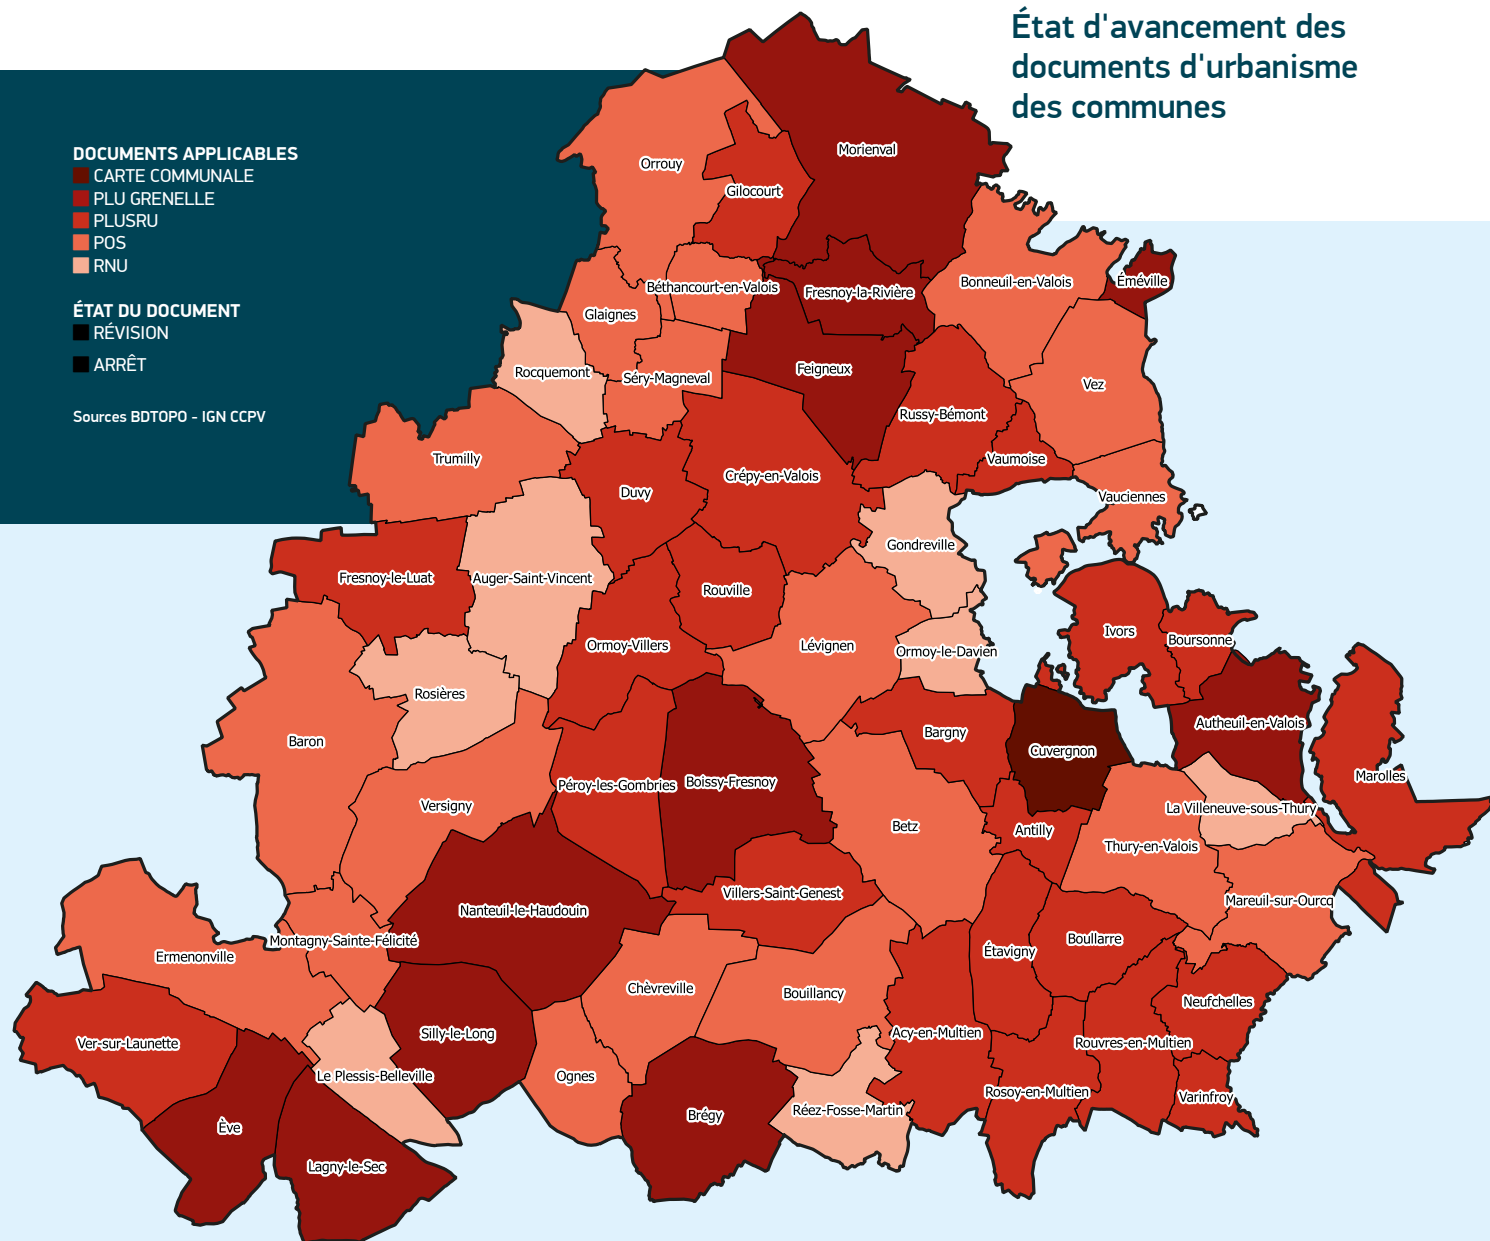 État d'avancement des
documents d'urbanisme
des communes
DOCUMENTS APPLICABLES
CARTE COMMUNALE
PLU GRENELLE
PLUSRU
POS
RNU
ÉTAT DU DOCUMENT
RÉVISION
ARRÊT
Sources BDTOPO - IGN CCPV
Morienval
Orrouy
Gilocourt
Bonneuil-en-Valois
Éméville
Béthancourt-en-Valois
Fresnoy-la-Rivière
Glaignes
Rocquemont
Séry-Magneval
Feigneux
Vez
Russy-Bémont
Trumilly
Vaumoise
Crépy-en-Valois
Duvy
Vauciennes
Gondreville
Fresnoy-le-Luat
Auger-Saint-Vincent
Rouville
Ivors
Boursonne
Ormoy-Villers
Lévignen
Ormoy-le-Davien
Rosières
Autheuil-en-Valois
Bargny
Baron
Cuvergnon
Marolles
Péroy-les-Gombries
Boissy-Fresnoy
Versigny
La Villeneuve-sous-Thury
Betz
Antilly
Thury-en-Valois
Villers-Saint-Genest
Mareuil-sur-Ourcq
Nanteuil-le-Haudouin
Montagny-Sainte-Félicité
Boullarre
Étavigny
Ermenonville
Chèvreville
Bouillancy
Neufchelles
Silly-le-Long
Acy-en-Multien
Ver-sur-Launette
Rouvres-en-Multien
Le Plessis-Belleville
Ognes
Rosoy-en-Multien
Varinfroy
Réez-Fosse-Martin
Brégy
Ève
Lagny-le-Sec